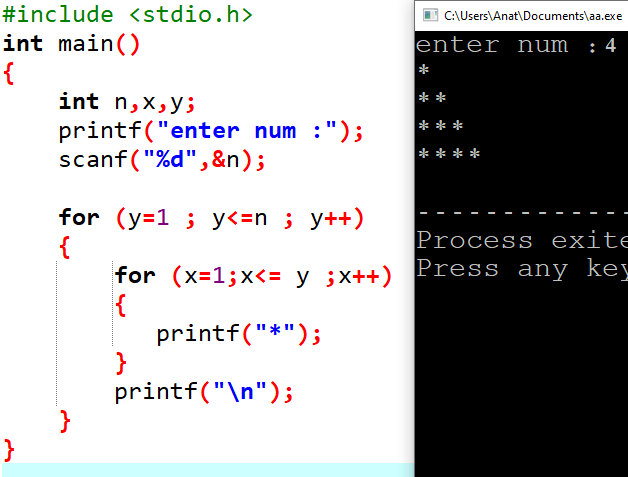 #include <stdio.h>
int main()
{
    int n,x,y;
    printf("enter num :");
    scanf("%d",&n);

    for (y=1 ; y<=n ; y++)
    {
        for (x=1;x<= y ;x++)
        {
           printf("*");
        }
        printf("\n");
    }
}
C:\Users\Anat\Documents\aa.exe
enter num :4
*
**
***
****

-------------
Process exite
Press any key